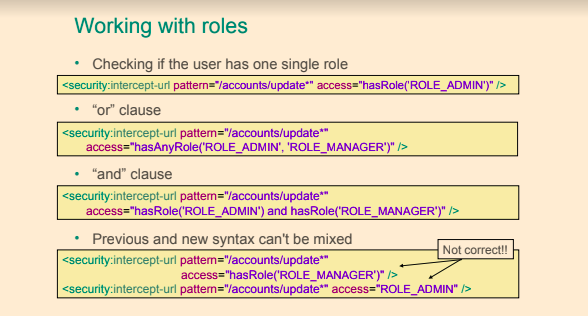 Working with roles
• Checking if the user has one single role
<security:intercept-url pattern="/accounts/update*" access="hasRole('ROLE_ADMIN')" />
• “or” clause
<security:intercept-url pattern="/accounts/update*"
access="hasAnyRole('ROLE_ADMIN', 'ROLE_MANAGER')" />
• “and” clause
<security:intercept-url pattern="/accounts/update*"
access="hasRole('ROLE_ADMIN') and hasRole('ROLE_MANAGER')" />
• Previous and new syntax can't be mixed
Not correct!!
<security:intercept-url pattern="/accounts/update*"
access="hasRole('ROLE_MANAGER')" />
<security:intercept-url pattern="/accounts/update*" access="ROLE_ADMIN" />